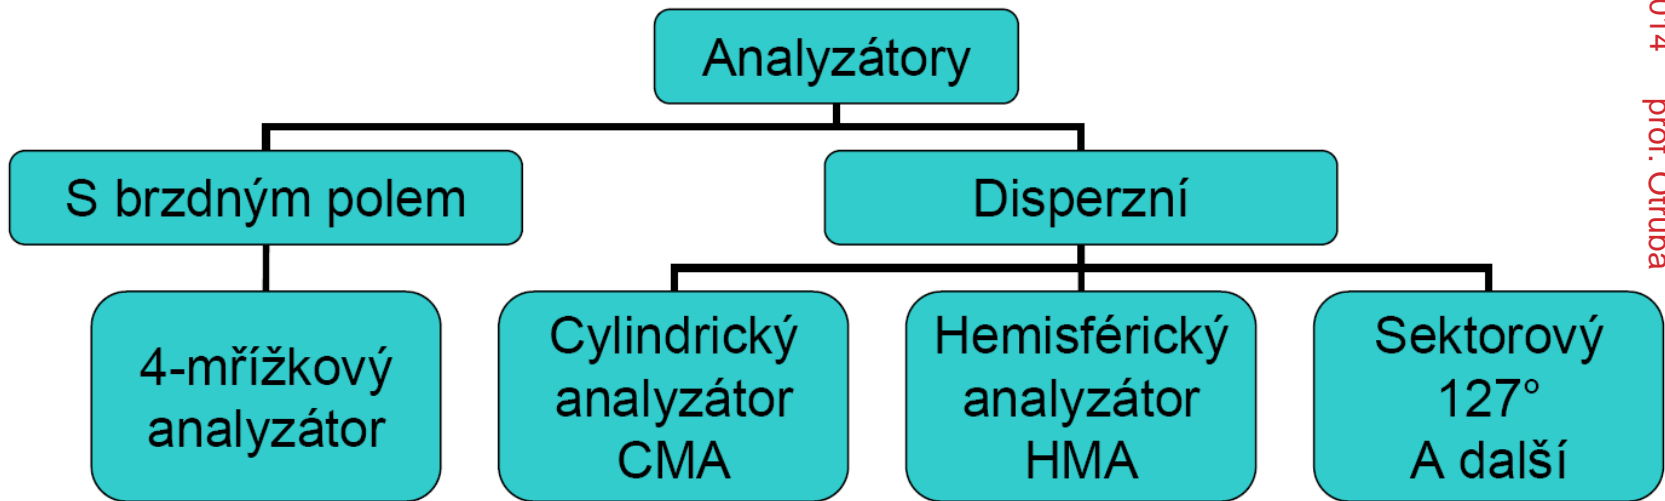 Analyzátory
S brzdným polem
Disperzní
4-mřížkový
analyzátor
Cylindrický
analyzátor
CMA
Hemisférický
analyzátor
HMA
Sektorový
127°
A další
prof. Otruba